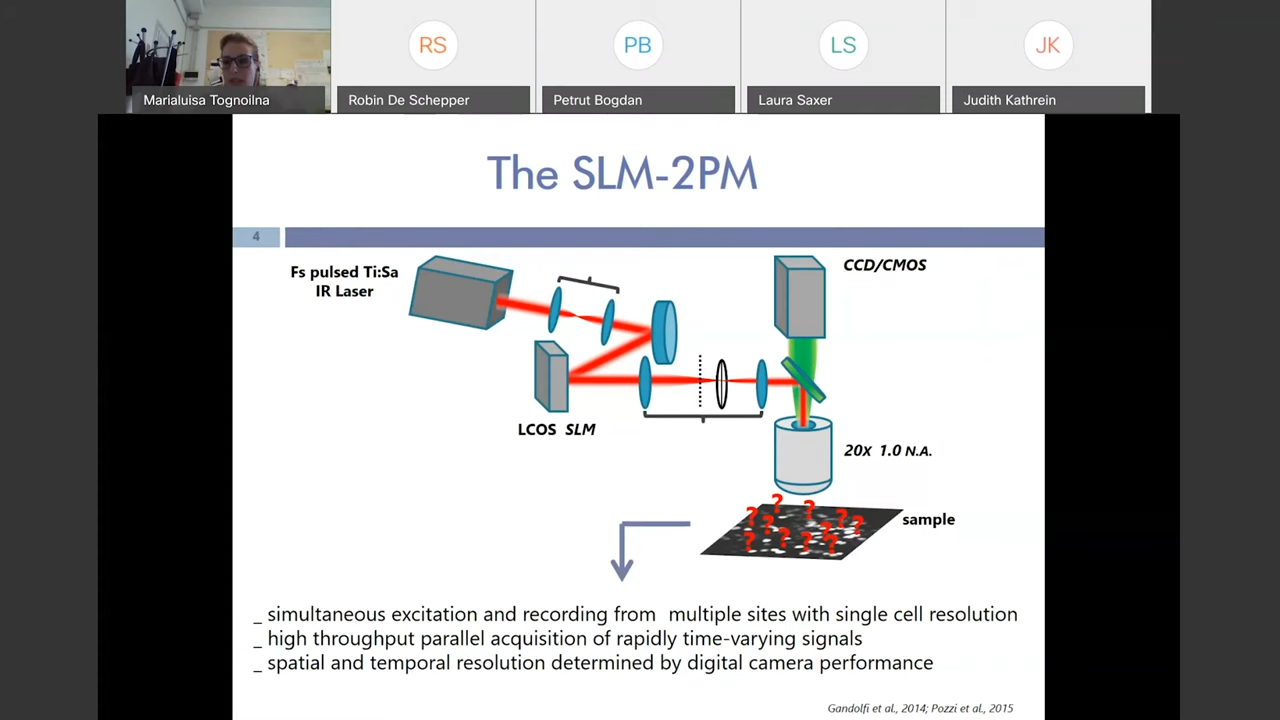 RS
PB
LS
JK
Marialuisa Tognoilna
Robin De Schepper
Petrut Bogdan
Laura Saxer
Judith Kathrein
The SLM-2PM
4
Fs pulsed Ti:Sa
IR Laser
CCD/CMOS
LCOS SLM
20X 1.0 N.A.
? ? ? ? ? ? ? ? ? ? ? ?
sample
_ simultaneous excitation and recording from multiple sites with single cell resolution
_ high throughput parallel acquisition of rapidly time-varying signals
_ spatial and temporal resolution determined by digital camera performance
Gandolfi et al., 2014; Pozzi et al., 2015